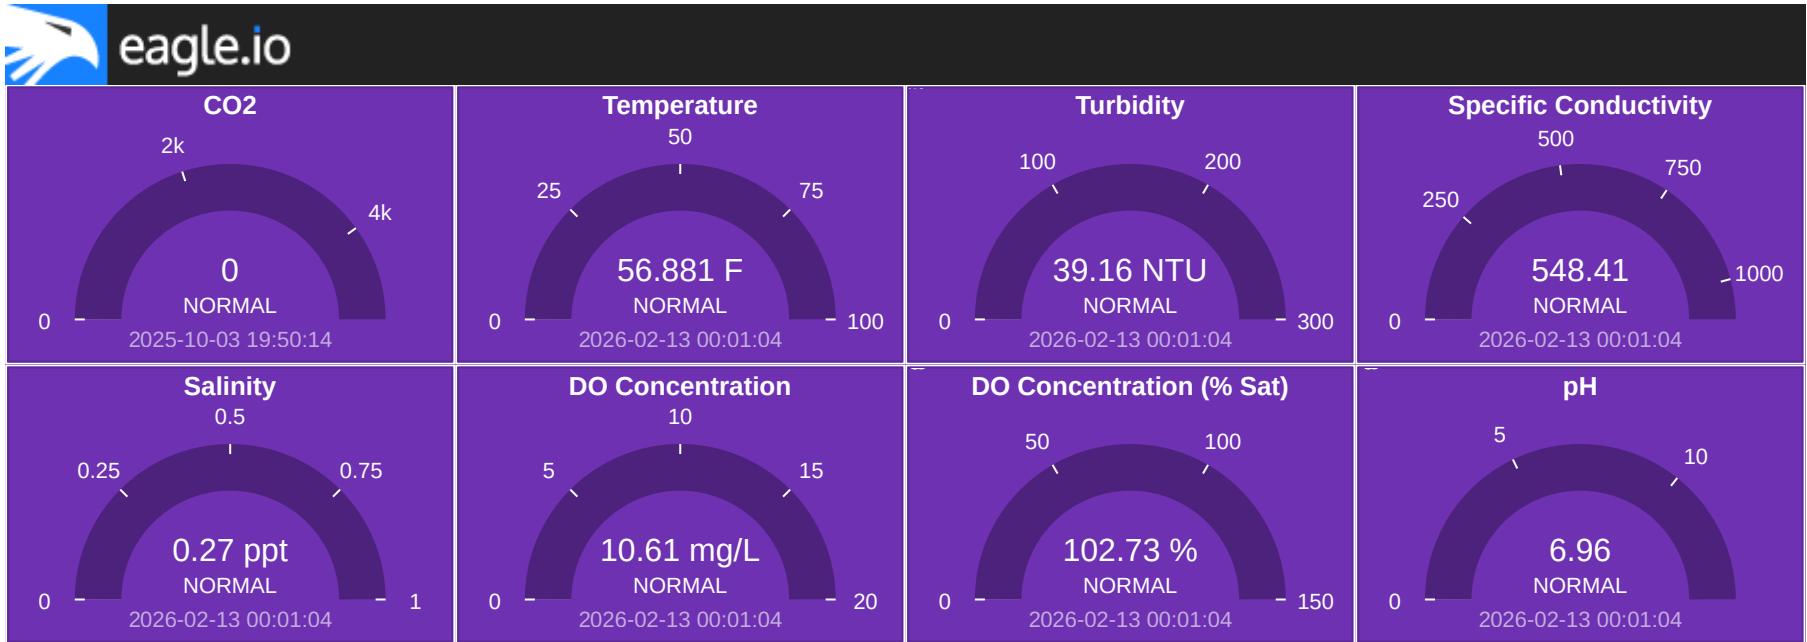 eagle.io
CO2
2k
4k
0
NORMAL
0
2025-10-03 19:50:14
Temperature
50
25
75
56.881 F
NORMAL
0
100
2026-02-13 00:01:04
Turbidity
100
200
39.16 NTU
NORMAL
0
300
2026-02-13 00:01:04
Specific Conductivity
500
750
250
1000
548.41
NORMAL
0
2026-02-13 00:01:04
Salinity
0.5
0.25
0.75
0.27 ppt
NORMAL
0
1
2026-02-13 00:01:04
DO Concentration
10
5
15
10.61 mg/L
NORMAL
0
20
2026-02-13 00:01:04
DO Concentration (% Sat)
50
100
102.73 %
NORMAL
0
150
2026-02-13 00:01:04
pH
5
10
6.96
NORMAL
0
2026-02-13 00:01:04